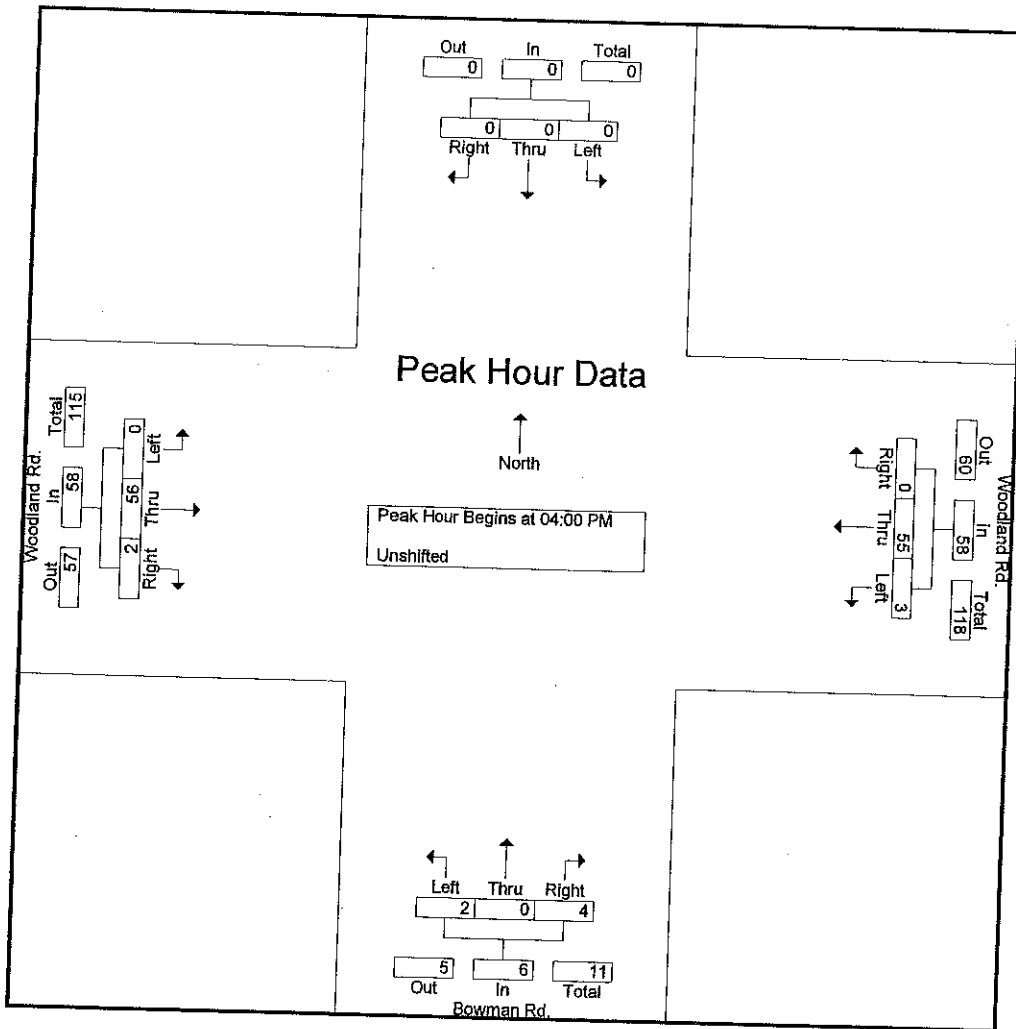 Out In Total
0 0 0
0 0 0
Right Thru Left
Peak Hour Data
North
Peak Hour Begins at 04:00 PM
Unshifted
Woodland Rd.
Out In Total
57 58 115
0 56 2
Left Thru Right
Woodland Rd.
Out In Total
60 58 118
0 55 3
Right Thru Left
Left Thru Right
2 0 4
5 6 11
Out In Total
Bowman Rd.